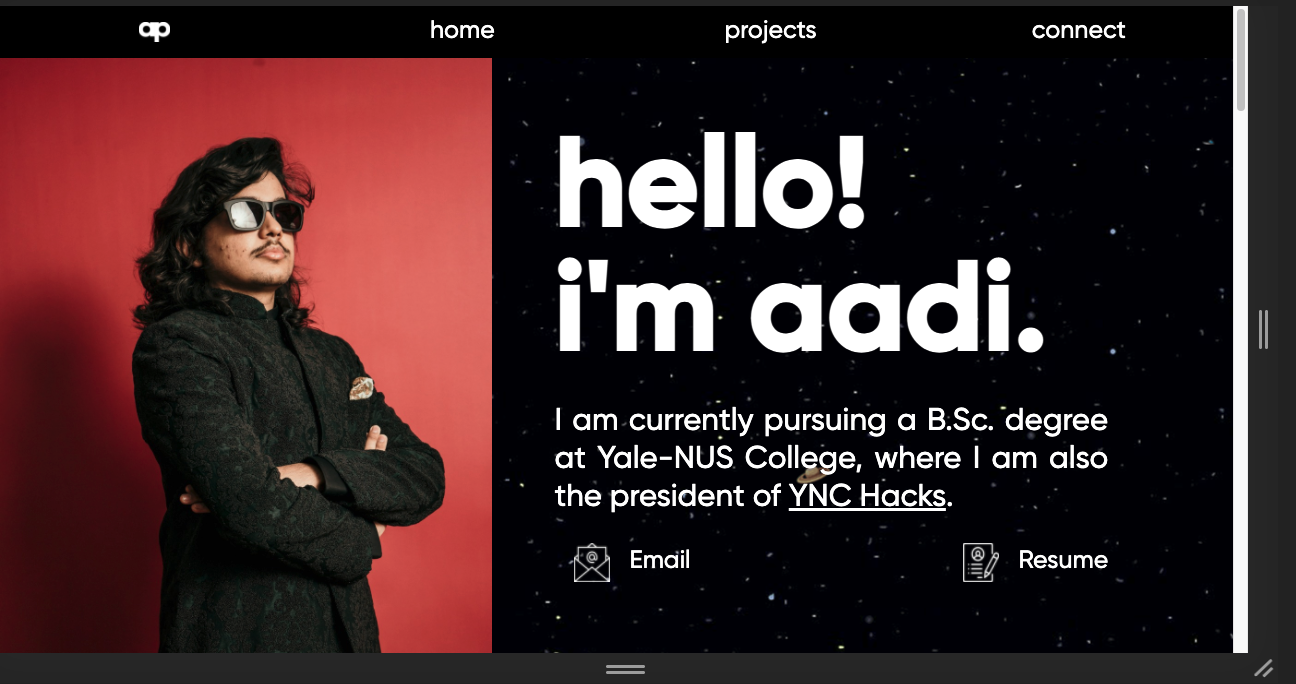 ap
home
projects
connect
hello!
i'm aadi.
I am currently pursuing a B.Sc. degree
at Yale-NUS College, where I am also
the president of YNC Hacks.
Email
Resume